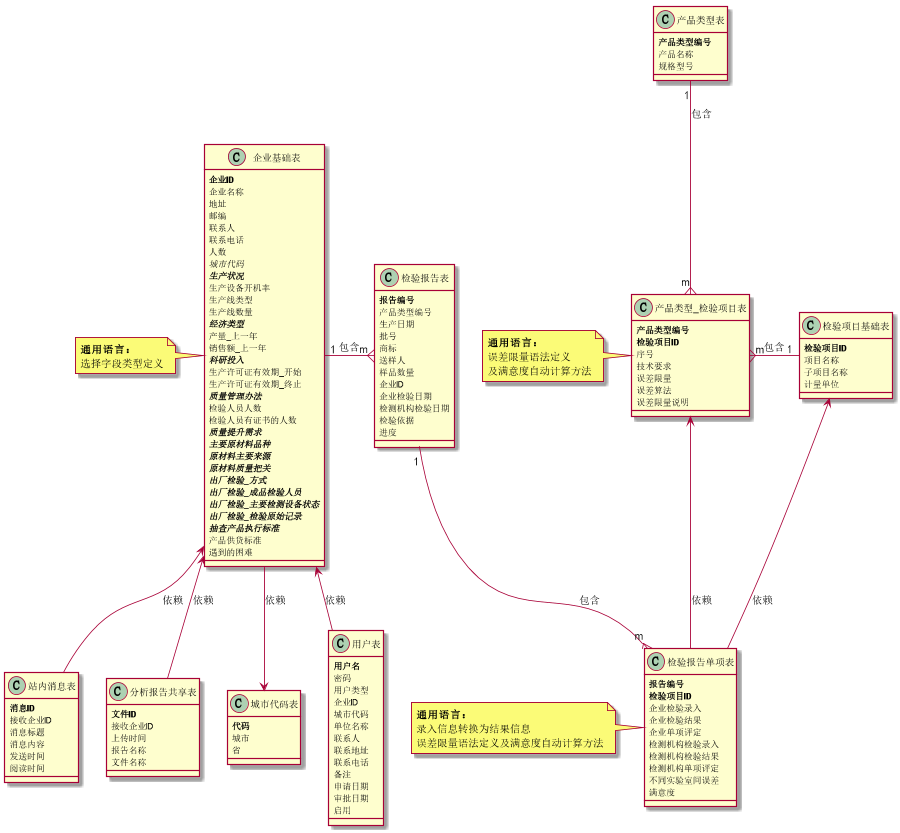 C 产品类型表
产品类型编号
产品名称
规格型号
1
包含
m
C 企业基础表
企业ID
企业名称
地址
邮编
联系人
联系电话
人数
城市代码
生产状况
生产设备开机率
生产线类型
生产线数量
经济类型
产量_上一年
销售额_上一年
科研投入
生产许可证有效期_开始
生产许可证有效期_终止
质量管理办法
检验人员人数
检验人员有证书的人数
质量提升需求
主要原材料品种
原材料主要来源
原材料质量把关
出厂检验_方式
出厂检验_成品检验人员
出厂检验_主要检测设备状态
出厂检验_检验原始记录
抽查产品执行标准
产品供货标准
遇到的困难
通用语言：
选择字段类型定义
1 包含 m
C 检验报告表
报告编号
产品类型编号
生产日期
批号
商标
送样人
样品数量
企业ID
企业检验日期
检测机构检验日期
检验依据
进度
通用语言：
误差限量语法定义
及满意度自动计算方法
C 产品类型_检验项目表
产品类型编号
检验项目ID
序号
技术要求
误差限量
误差算法
误差限量说明
m 包含 1
C 检验项目基础表
检验项目ID
项目名称
子项目名称
计量单位
1
包含
m
依赖
依赖
依赖
依赖
依赖
依赖
C 站内消息表
消息ID
接收企业ID
消息标题
消息内容
发送时间
阅读时间
C 分析报告共享表
文件ID
接收企业ID
上传时间
报告名称
文件名称
C 城市代码表
代码
城市
省
C 用户表
用户名
密码
用户类型
企业ID
城市代码
单位名称
联系人
联系地址
联系电话
备注
申请日期
审批日期
启用
通用语言：
录入信息转换为结果信息
误差限量语法定义及满意度自动计算方法
C 检验报告单项表
报告编号
检验项目ID
企业检验录入
企业检验结果
企业单项评定
检测机构检验录入
检测机构检验结果
检测机构单项评定
不同实验室间误差
满意度